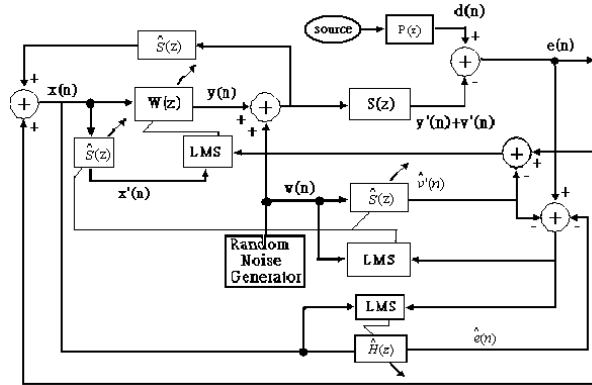 d(n)
source
P(z)
e(n)
Ŝ(z)
+
+
-
+
x(n)
W(z)
y(n)
+
S(z)
+
+
+
y'(n)+v'(n)
Ŝ(z)
LMS
+
+
-
x'(n)
v(n)
Ŝ(z)
v̂'(n)
+
-
+
-
Random
Noise
Generator
LMS
LMS
Ĥ(z)
ê(n)